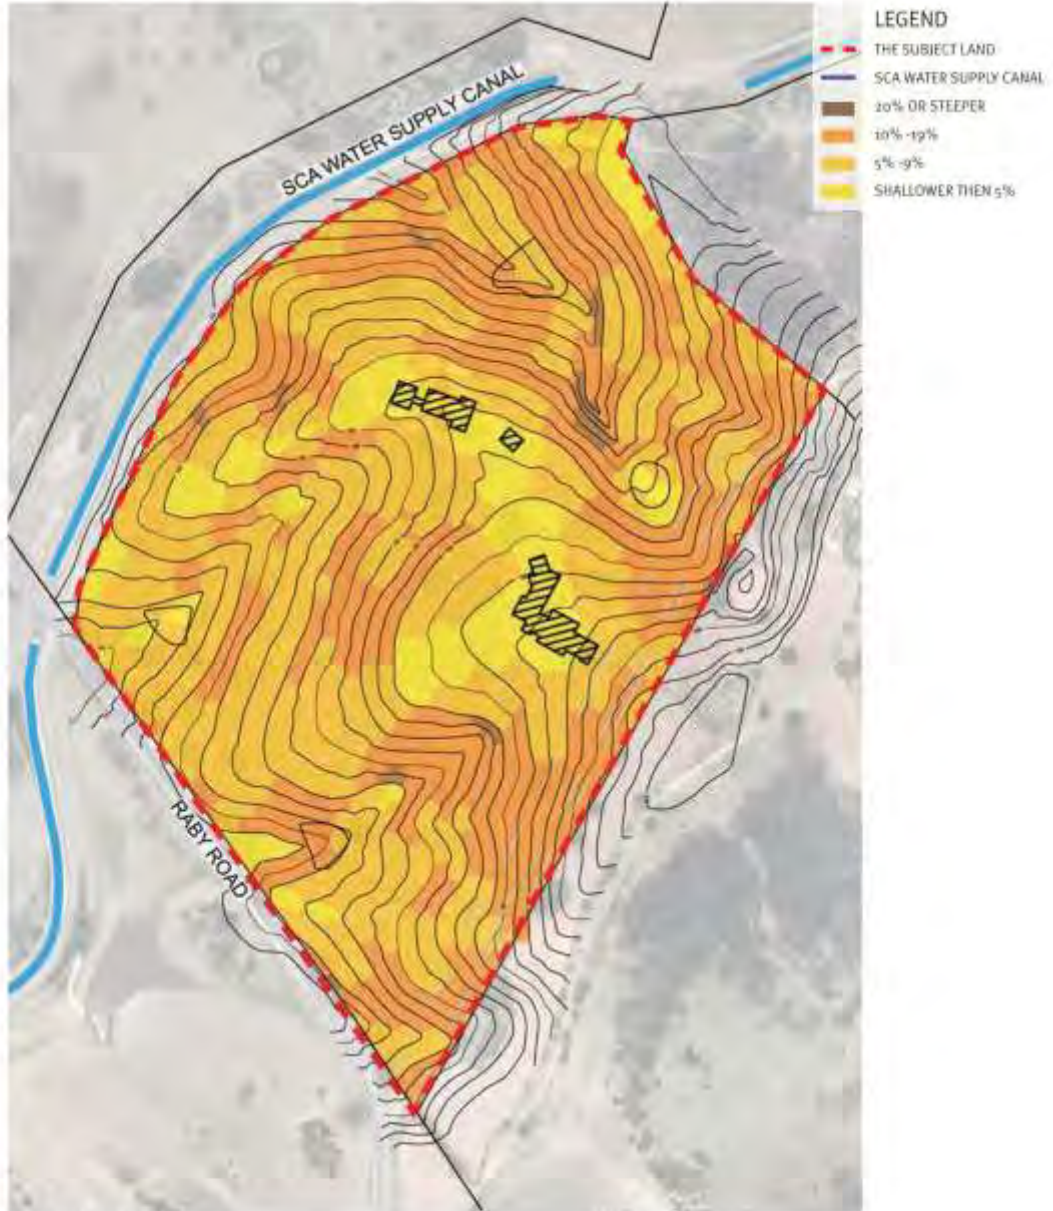 LEGEND
THE SUBJECT LAND
SCA WATER SUPPLY CANAL
20% OR STEEPER
10% -19%
5% -9%
SHALLOWER THEN 5%
SCA WATER SUPPLY CANAL
RABY ROAD